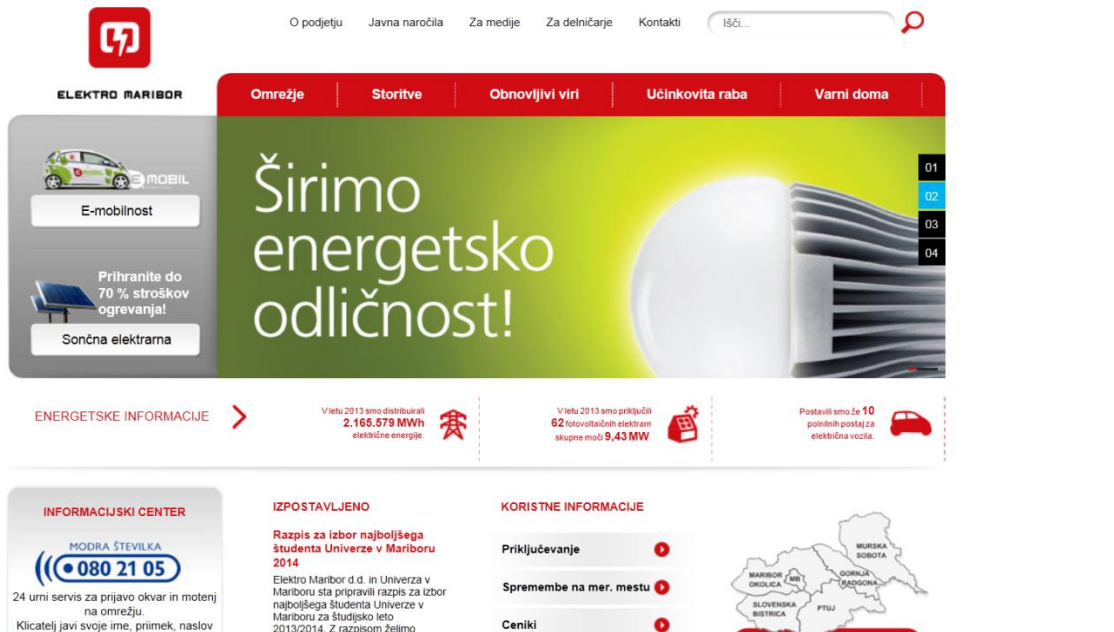 O podjetju Javna naročila Za medije Za delničarje Kontakti Išči...
ELEKTRO MARIBOR
Omrežje Storitve Obnovljivi viri Učinkovita raba Varni doma
E-MOBIL
E-mobilnost
Prihranite do
70 % stroškov
ogrevanja!
Sončna elektrarna
Širimo
energetsko
odličnost!
01
02
03
04
ENERGETSKE INFORMACIJE
V letu 2013 smo distribuirali
2.165.579 MWh
električne energije.
V letu 2013 smo priključili
62 fotovoltaičnih elektrarn
skupne moči 9,43 MW.
Postavili smo že 10
polnilnih postaj za
električna vozila.
INFORMACIJSKI CENTER
MODRA ŠTEVILKA
080 21 05
24 urni servis za prijavo okvar in motenj
na omrežju.
Klicatelj javi svoje ime, priimek, naslov
IZPOSTAVLJENO
Razpis za izbor najboljšega
študenta Univerze v Mariboru
2014
Elektro Maribor d.d. in Univerza v
Mariboru sta pripravili razpis za izbor
najboljšega študenta Univerze v
Mariboru za študijsko leto
2013/2014. Z razpisom želimo
KORISTNE INFORMACIJE
Priključevanje
Spremembe na mer. mestu
Ceniki
MURSKA
SOBOTA
GORNJA
RADGONA
MARIBOR
OKOLICA
MB
SLOVENSKA
BISTRICA
PTUJ